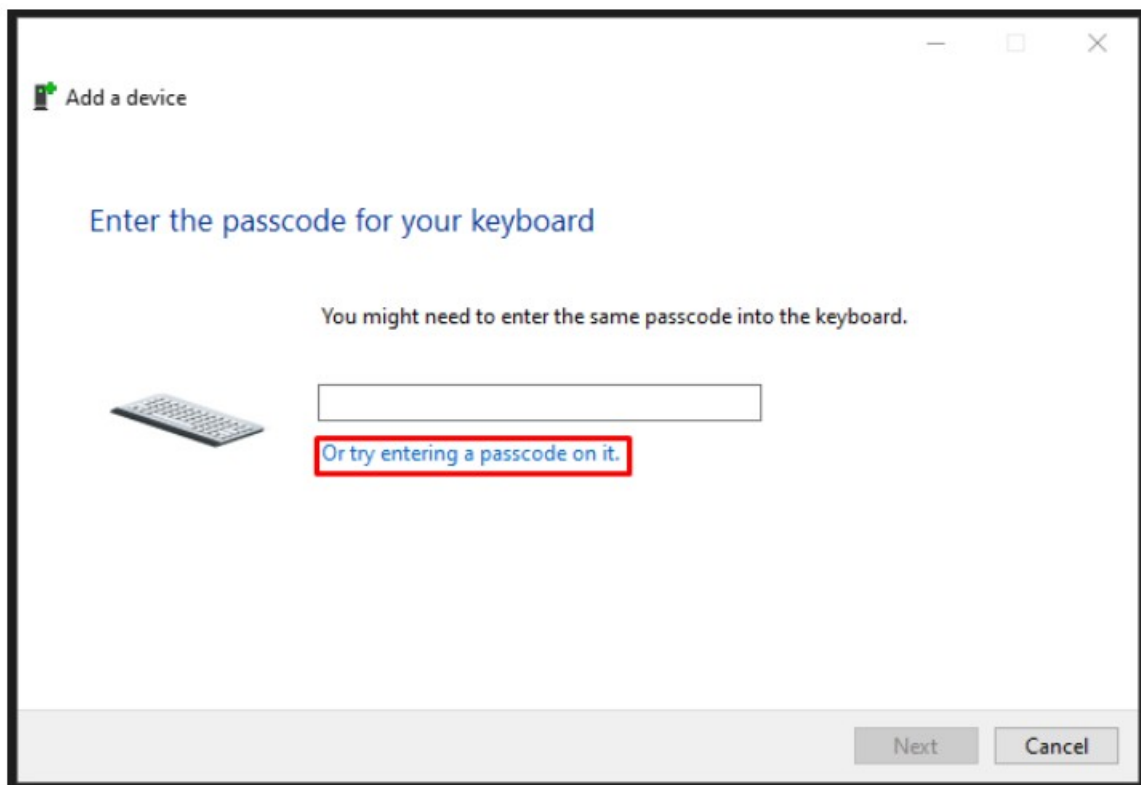 Add a device
Enter the passcode for your keyboard
You might need to enter the same passcode into the keyboard.
Or try entering a passcode on it.
Next
Cancel